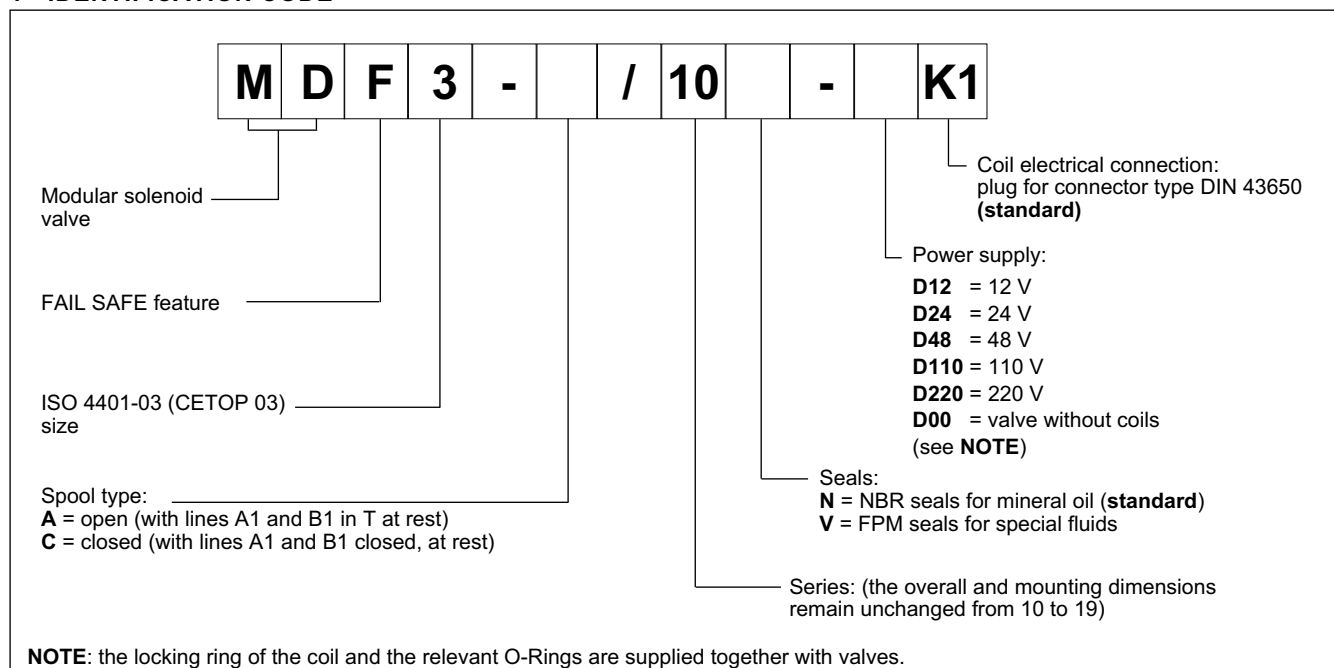 M D F 3 - / 10 - K1
Coil electrical connection:
plug for connector type DIN 43650
(standard)
Modular solenoid
valve
Power supply:
D12 = 12 V
D24 = 24 V
D48 = 48 V
D110 = 110 V
D220 = 220 V
D00 = valve without coils
(see NOTE)
FAIL SAFE feature
ISO 4401-03 (CETOP 03)
size
Seals:
N = NBR seals for mineral oil (standard)
V = FPM seals for special fluids
Spool type:
A = open (with lines A1 and B1 in T at rest)
C = closed (with lines A1 and B1 closed, at rest)
Series: (the overall and mounting dimensions
remain unchanged from 10 to 19)
NOTE: the locking ring of the coil and the relevant O-Rings are supplied together with valves.